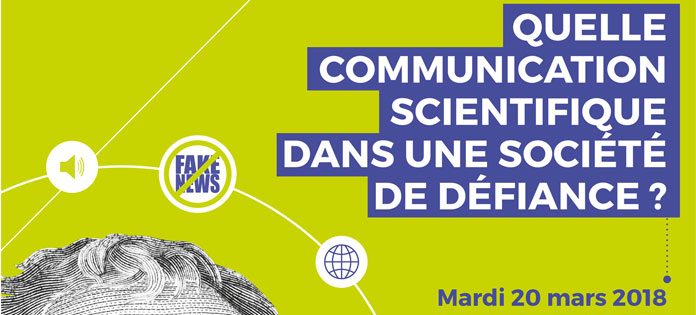 QUELLE
COMMUNICATION
SCIENTIFIQUE
DANS UNE SOCIÉTÉ
DE DÉFIANCE ?
FAKE
NEWS
Mardi 20 mars 2018